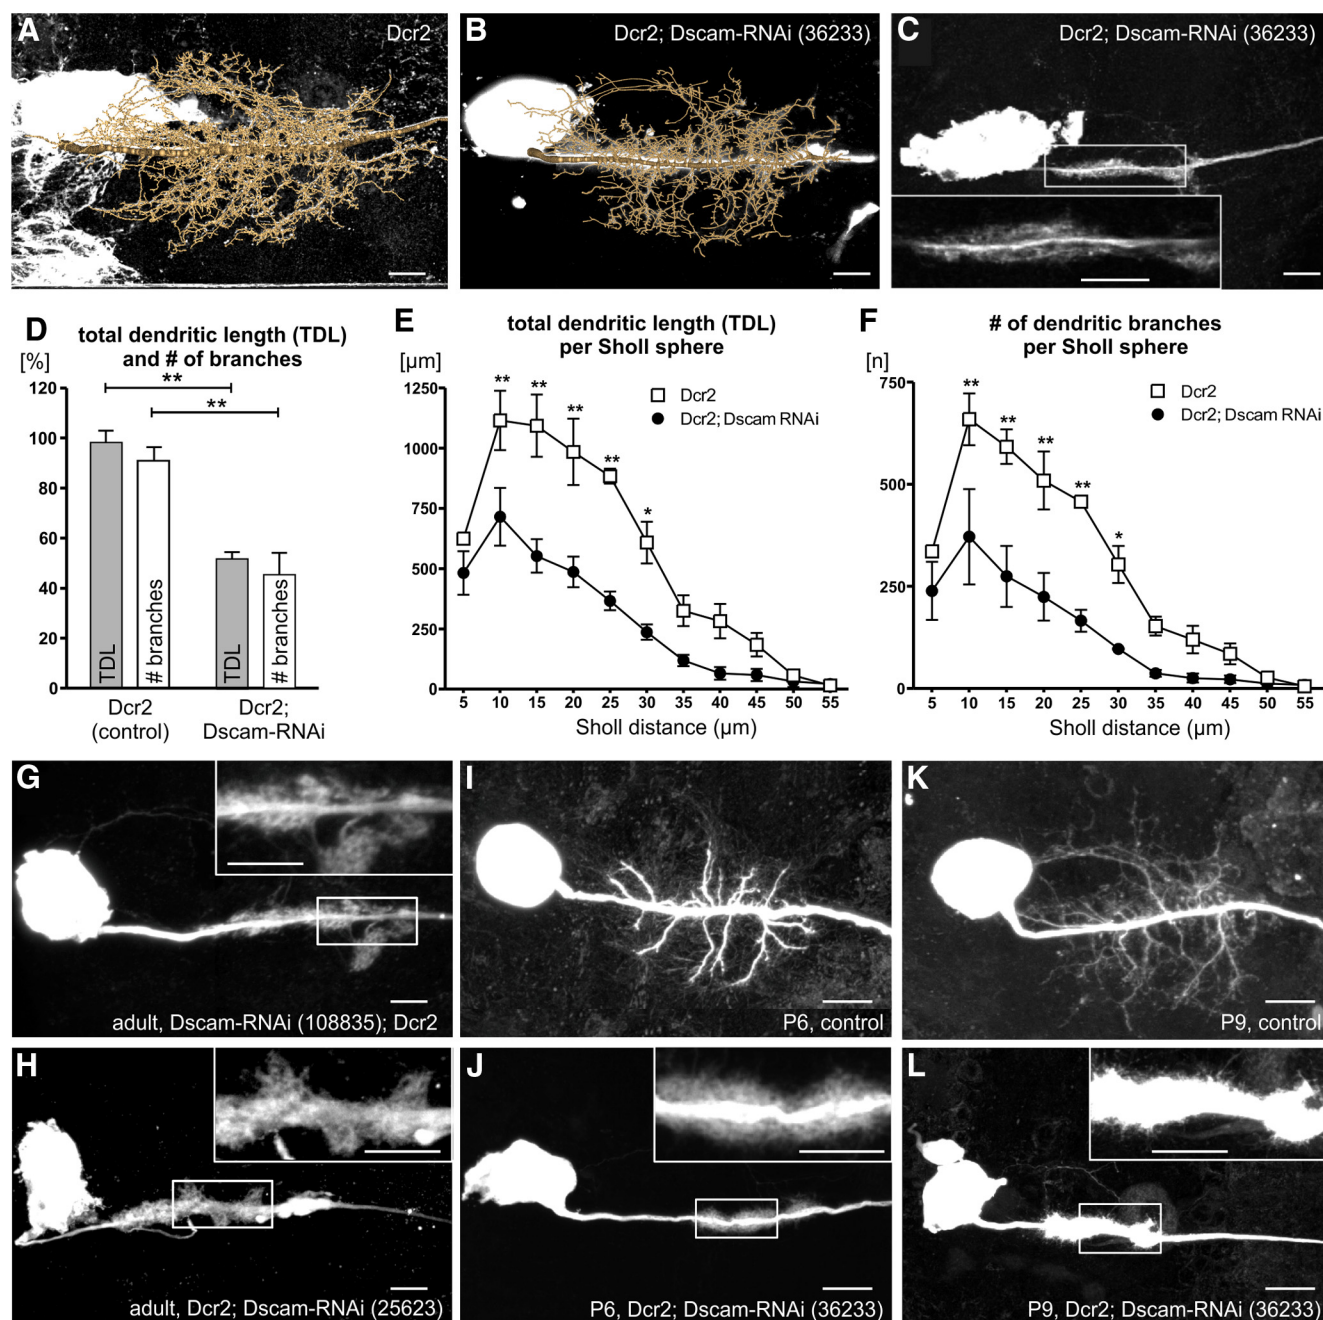 A
Dcr2
B
Dcr2; Dscam-RNAi (36233)
C
Dcr2; Dscam-RNAi (36233)
D
total dendritic length (TDL)
and # of branches
[%]
120
100
80
60
40
20
0
**
**
TDL
# branches
TDL
# branches
Dcr2
(control)
Dcr2;
Dscam-RNAi
E
total dendritic length (TDL)
per Sholl sphere
[µm]
1250
1000
750
500
250
0
** ** ** ** *
Dcr2
Dcr2; Dscam RNAi
5 10 15 20 25 30 35 40 45 50 55
Sholl distance (µm)
F
# of dendritic branches
per Sholl sphere
[n]
750
500
250
0
** ** ** ** *
Dcr2
Dcr2; Dscam RNAi
5 10 15 20 25 30 35 40 45 50 55
Sholl distance (µm)
G
adult, Dscam-RNAi (108835); Dcr2
I
P6, control
K
P9, control
H
adult, Dcr2; Dscam-RNAi (25623)
J
P6, Dcr2; Dscam-RNAi (36233)
L
P9, Dcr2; Dscam-RNAi (36233)